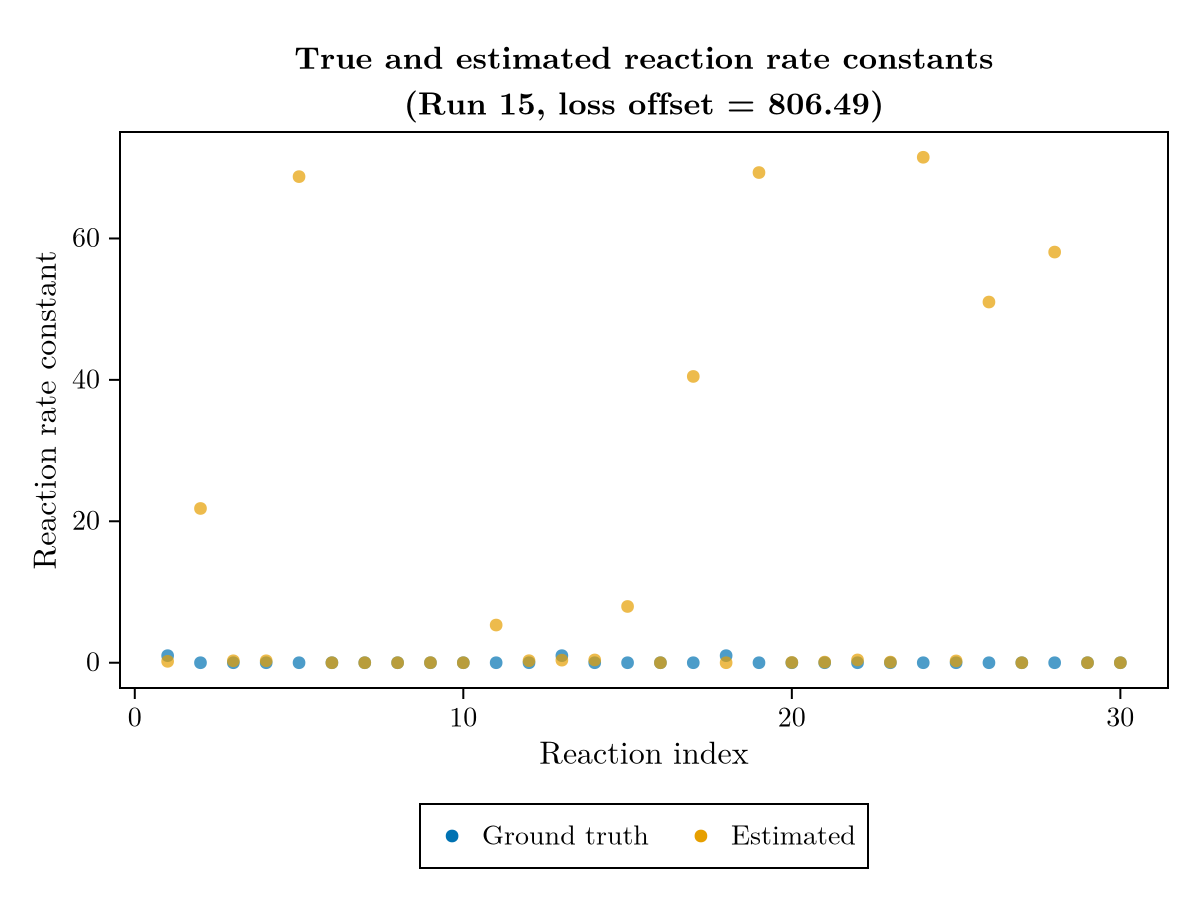 True and estimated reaction rate constants
(Run 15, loss offset = 806.49)
Reaction rate constant
60
40
20
0
0 10 20 30
Reaction index
Ground truth Estimated